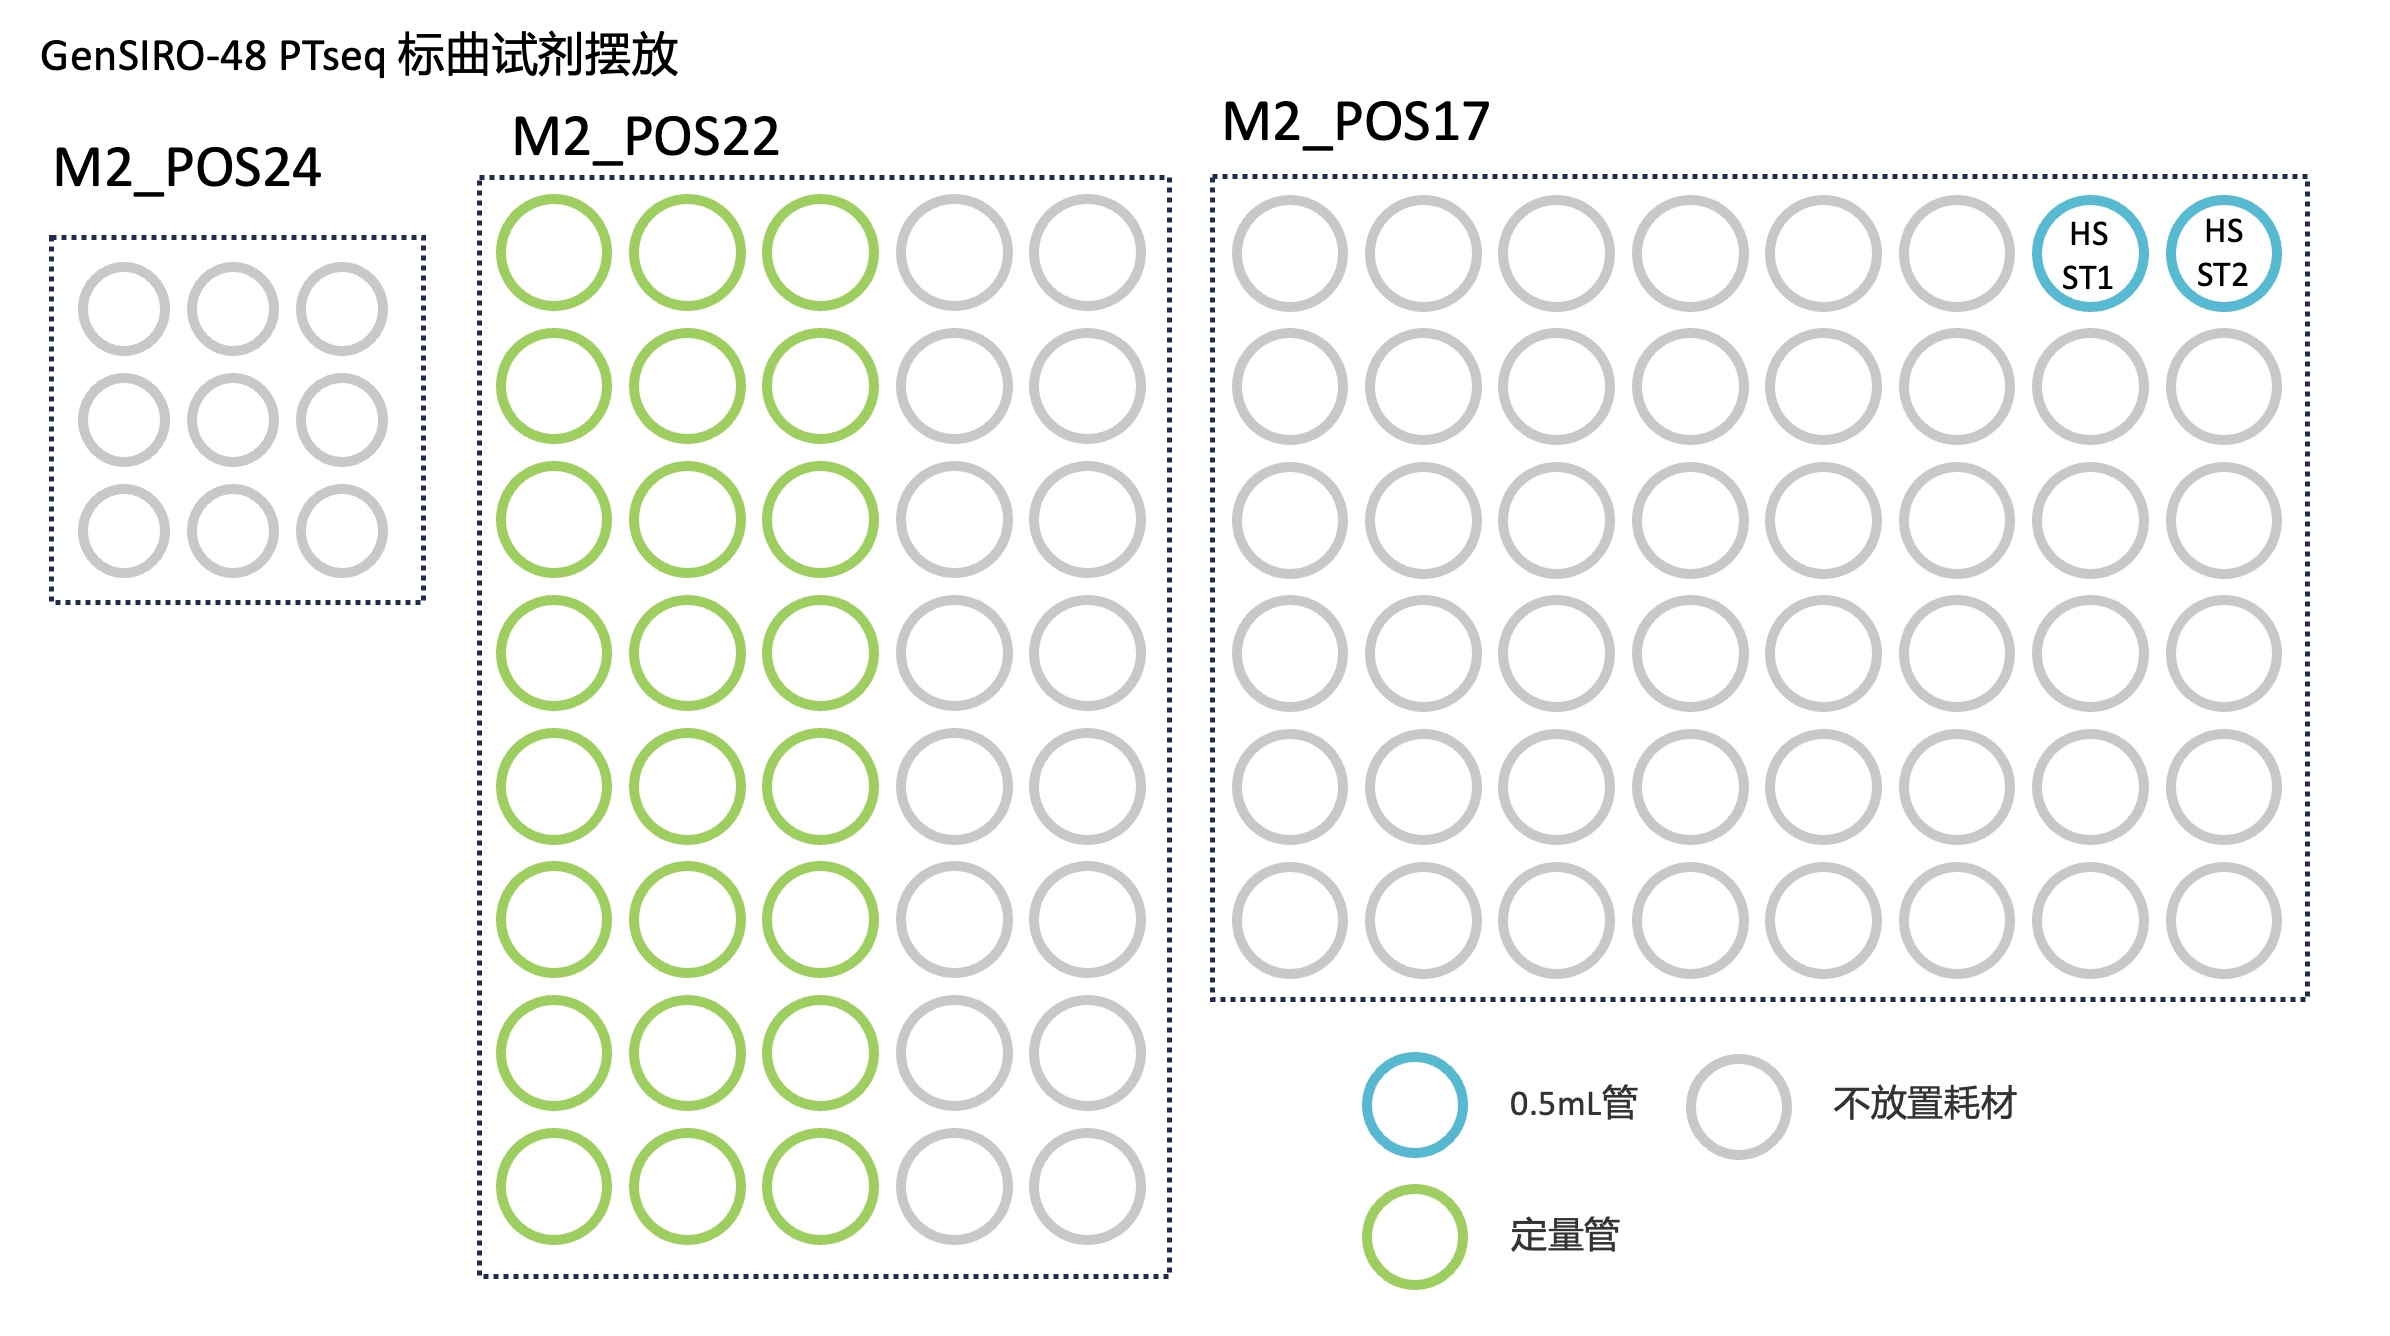 GenSIRO-48 PTseq 标曲试剂摆放
M2_POS24
M2_POS22
M2_POS17
HS
ST1
HS
ST2
0.5mL管
不放置耗材
定量管